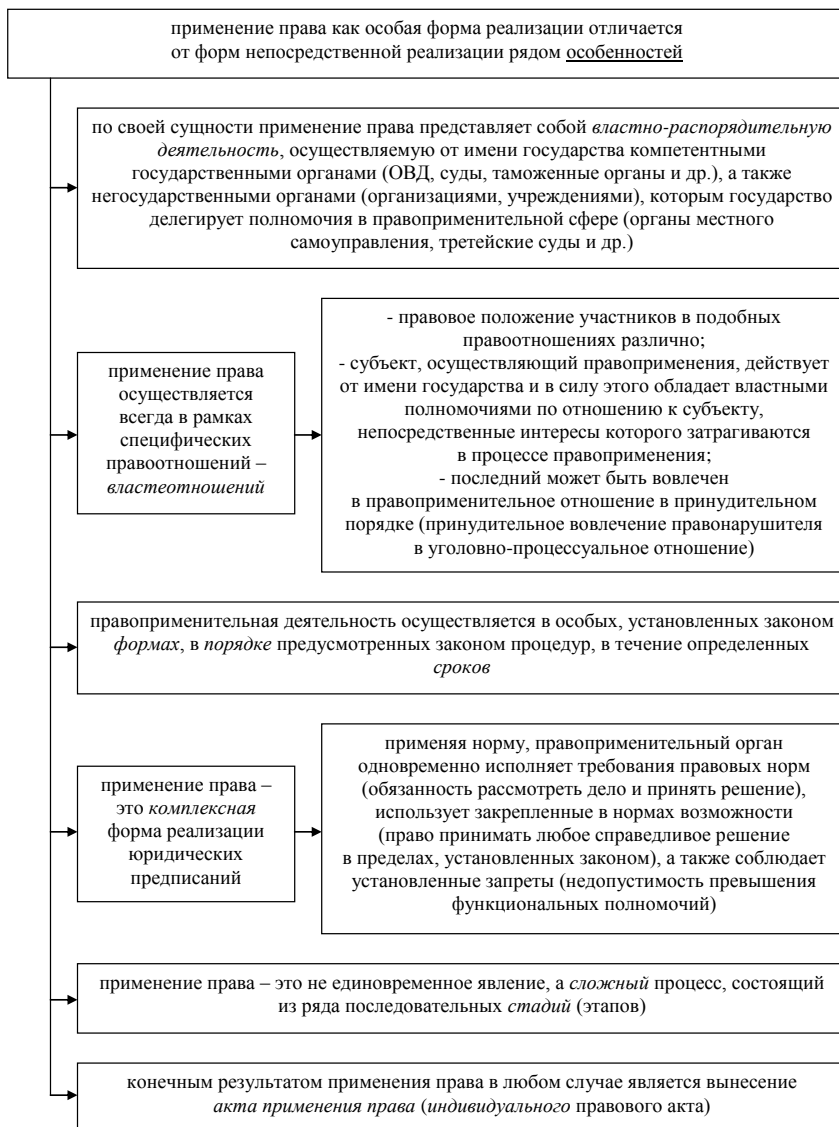 применение права как особая форма реализации отличается
от форм непосредственной реализации рядом особенностей
по своей сущности применение права представляет собой властно-распорядительную
деятельность, осуществляемую от имени государства компетентными
государственными органами (ОВД, суды, таможенные органы и др.), а также
негосударственными органами (организациями, учреждениями), которым государство
делегирует полномочия в правоприменительной сфере (органы местного
самоуправления, третейские суды и др.)
применение права
осуществляется
всегда в рамках
специфических
правоотношений –
властеотношений
- правовое положение участников в подобных
правоотношениях различно;
- субъект, осуществляющий правоприменения, действует
от имени государства и в силу этого обладает властными
полномочиями по отношению к субъекту,
непосредственные интересы которого затрагиваются
в процессе правоприменения;
- последний может быть вовлечен
в правоприменительное отношение в принудительном
порядке (принудительное вовлечение правонарушителя
в уголовно-процессуальное отношение)
правоприменительная деятельность осуществляется в особых, установленных законом
формах, в порядке предусмотренных законом процедур, в течение определенных
сроков
применение права –
это комплексная
форма реализации
юридических
предписаний
применяя норму, правоприменительный орган
одновременно исполняет требования правовых норм
(обязанность рассмотреть дело и принять решение),
использует закрепленные в нормах возможности
(право принимать любое справедливое решение
в пределах, установленных законом), а также соблюдает
установленные запреты (недопустимость превышения
функциональных полномочий)
применение права – это не единовременное явление, а сложный процесс, состоящий
из ряда последовательных стадий (этапов)
конечным результатом применения права в любом случае является вынесение
акта применения права (индивидуального правового акта)